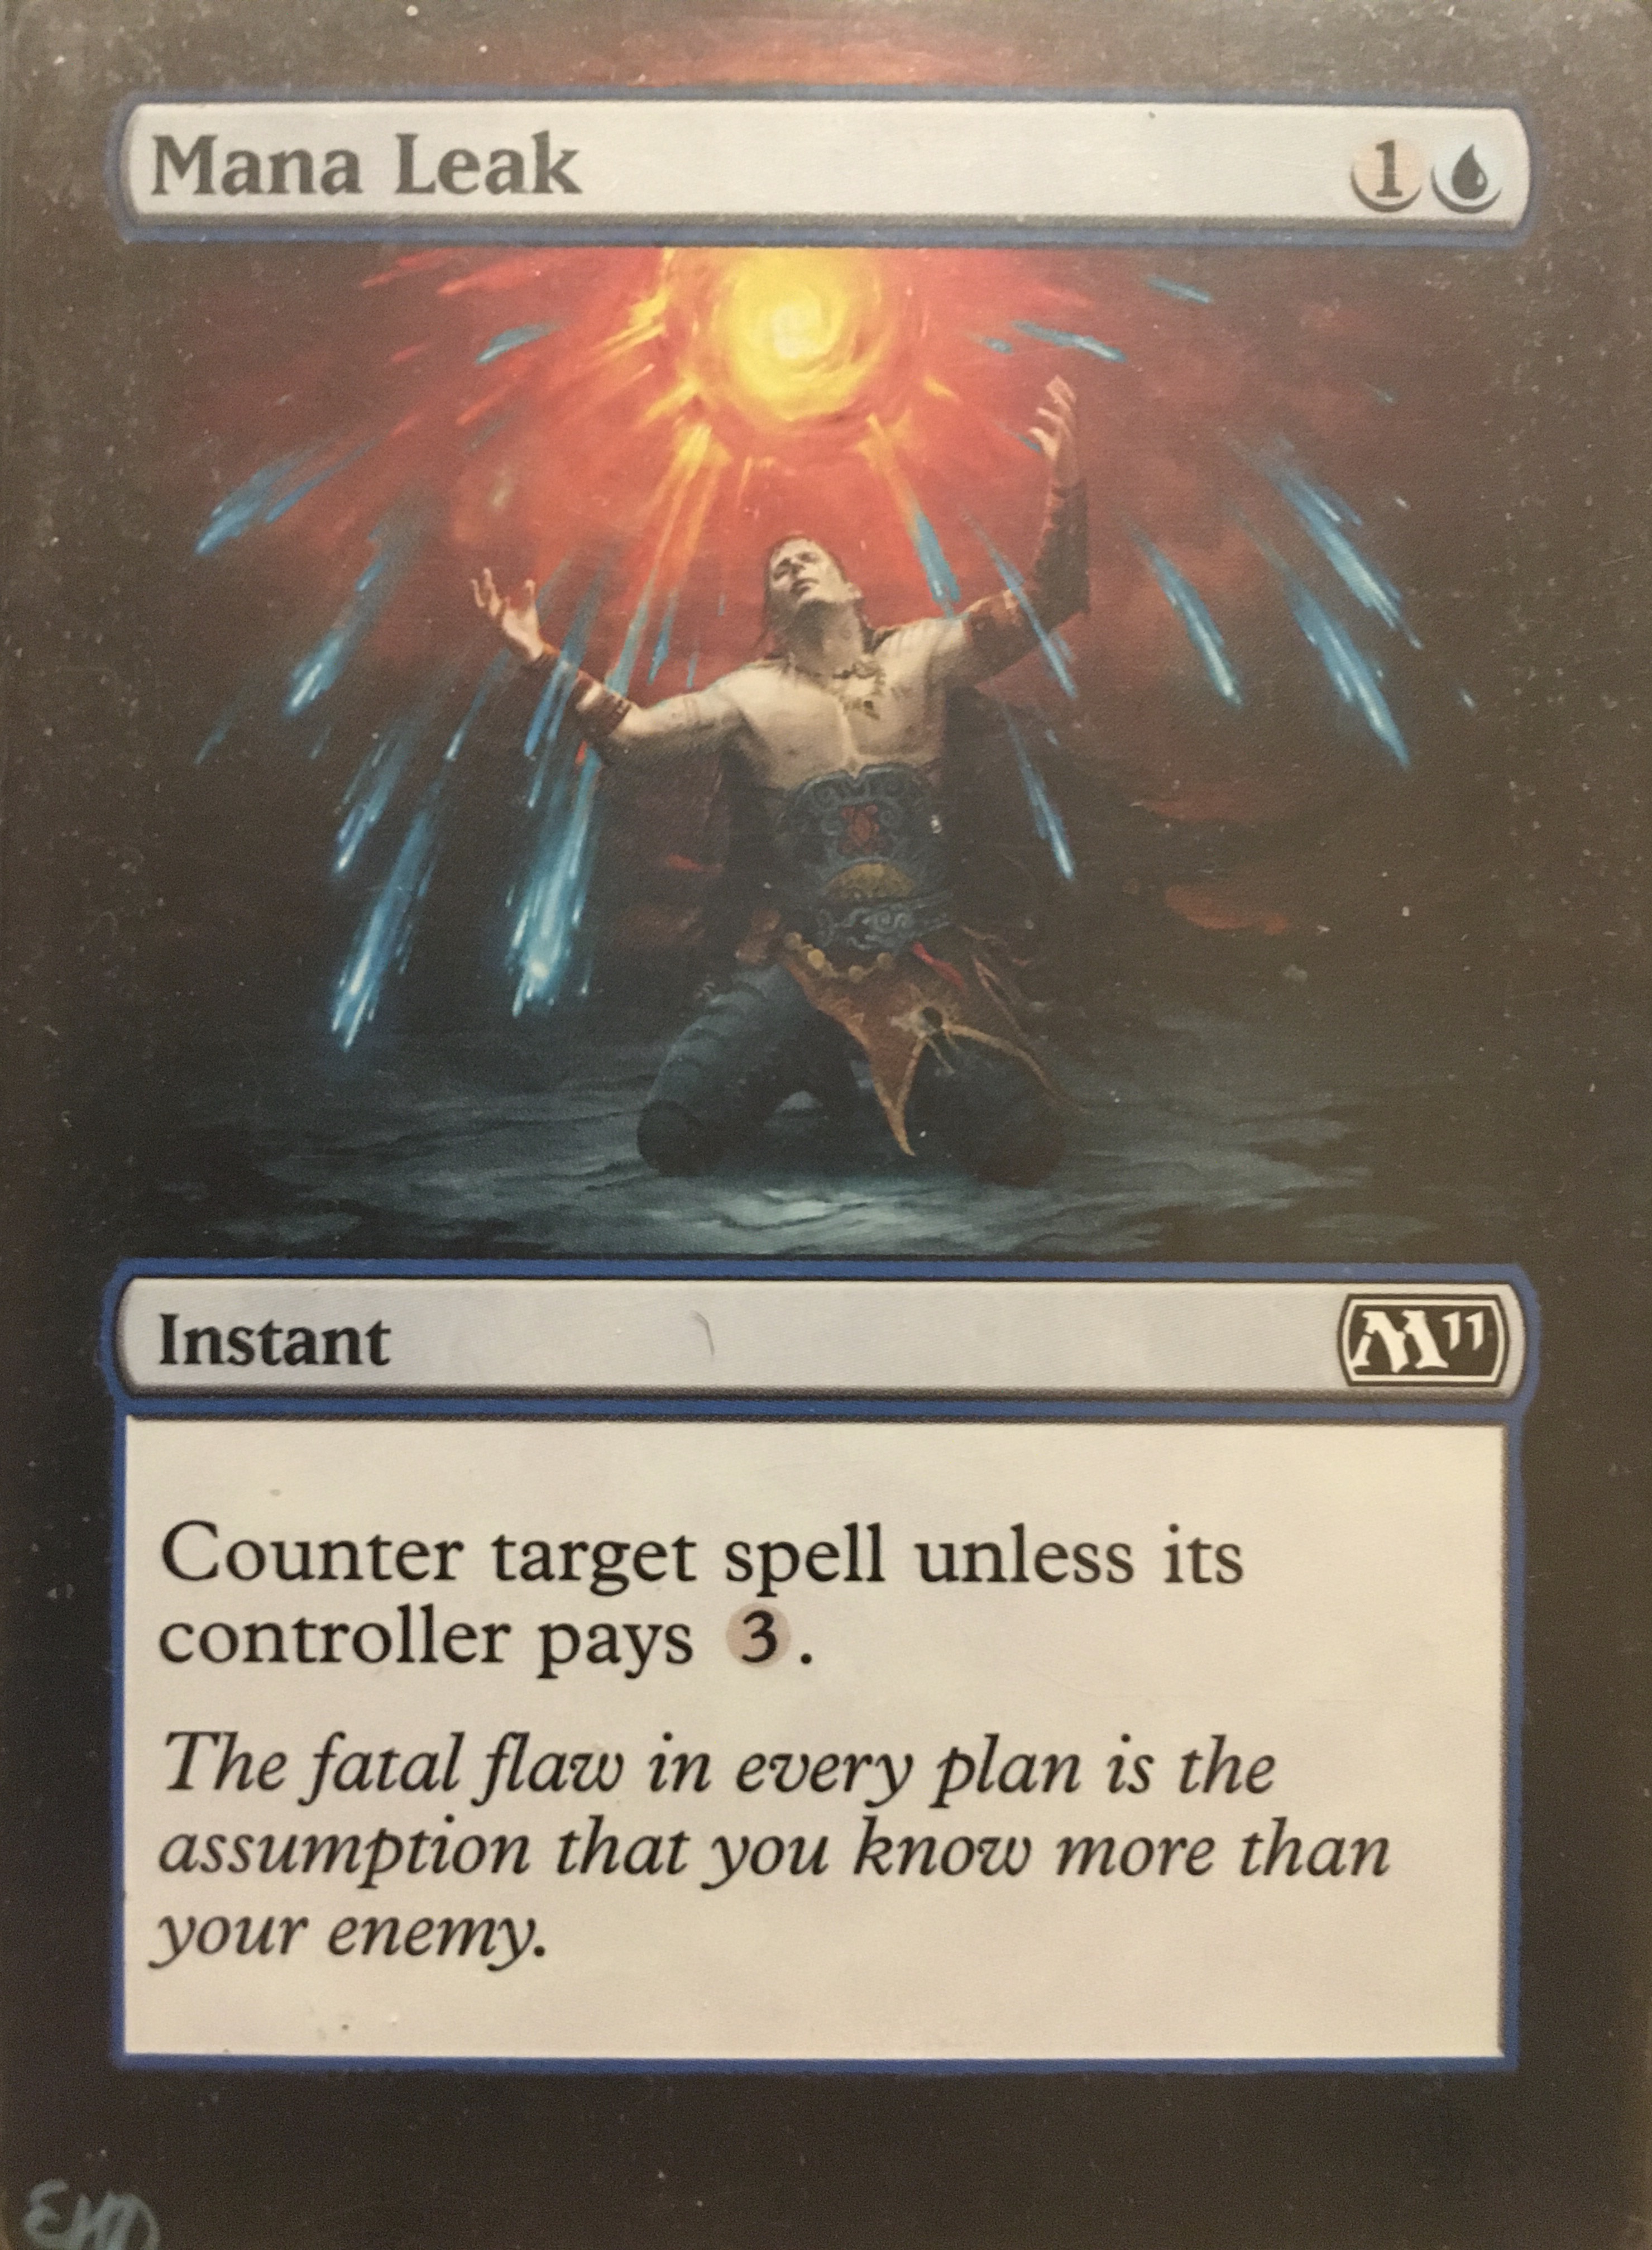 Mana Leak 1
Instant M11
Counter target spell unless its
controller pays 3.
The fatal flaw in every plan is the
assumption that you know more than
your enemy.